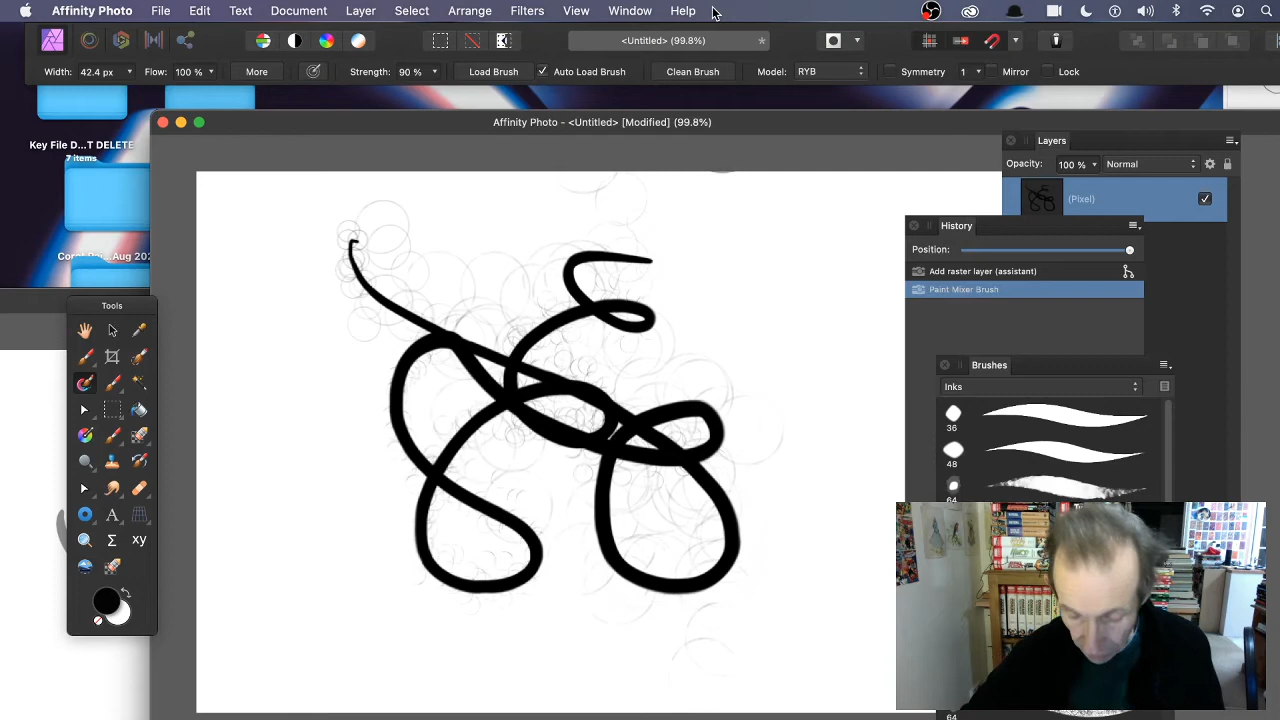 Affinity Photo File Edit Text Document Layer Select Arrange Filters View Window Help
<Untitled> (99.8%) *
Width: 42.4 px Flow: 100 % More Strength: 90 % Load Brush Auto Load Brush Clean Brush Model: RYB Symmetry 1 Mirror Lock
Affinity Photo - <Untitled> [Modified] (99.8%)
Key File D...T DELETE
7 items
Layers
Opacity: 100 % Normal
(Pixel)
History
Position:
Add raster layer (assistant)
Paint Mixer Brush
Tools
Brushes
Inks
36
48
64
64
A
Σ xy